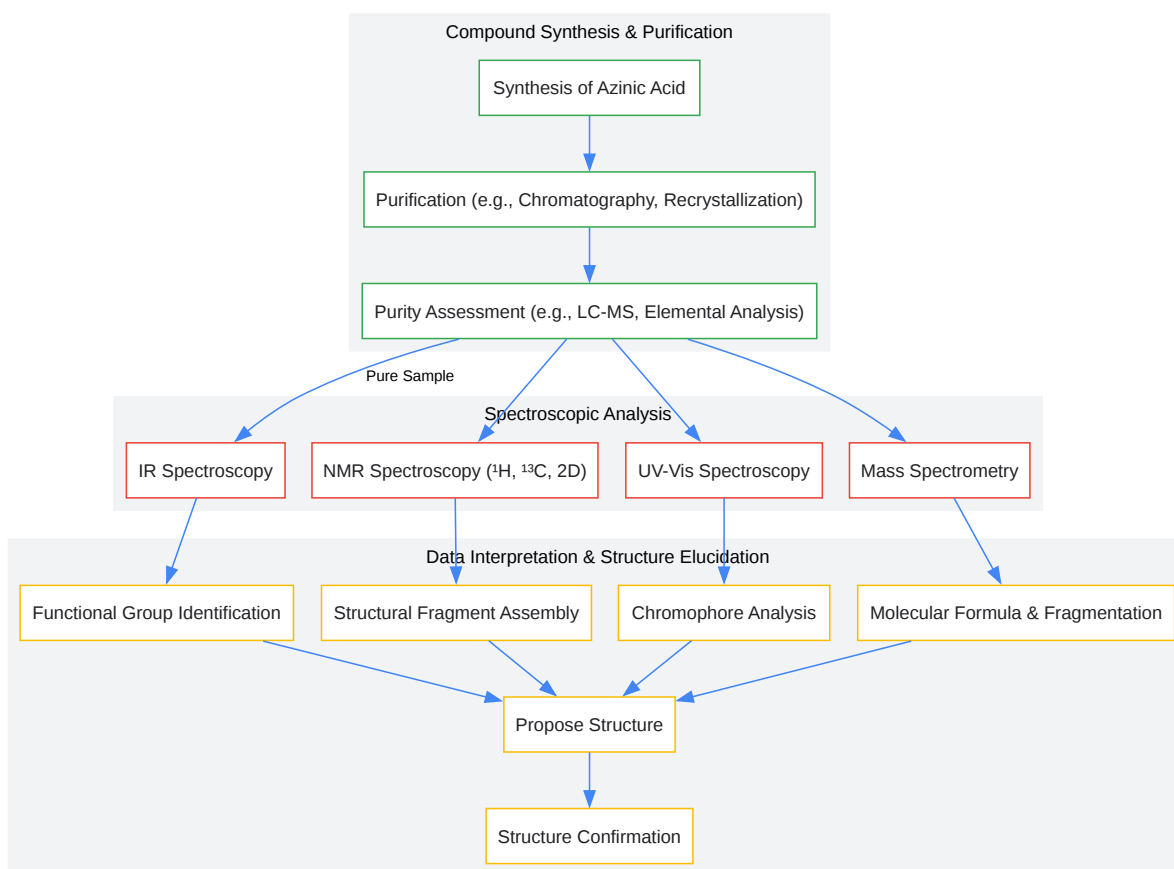 Compound Synthesis & Purification
Synthesis of Azinic Acid
Purification (e.g., Chromatography, Recrystallization)
Purity Assessment (e.g., LC-MS, Elemental Analysis)
Pure Sample
Spectroscopic Analysis
IR Spectroscopy
NMR Spectroscopy (¹H, ¹³C, 2D)
UV-Vis Spectroscopy
Mass Spectrometry
Data Interpretation & Structure Elucidation
Functional Group Identification
Structural Fragment Assembly
Chromophore Analysis
Molecular Formula & Fragmentation
Propose Structure
Structure Confirmation